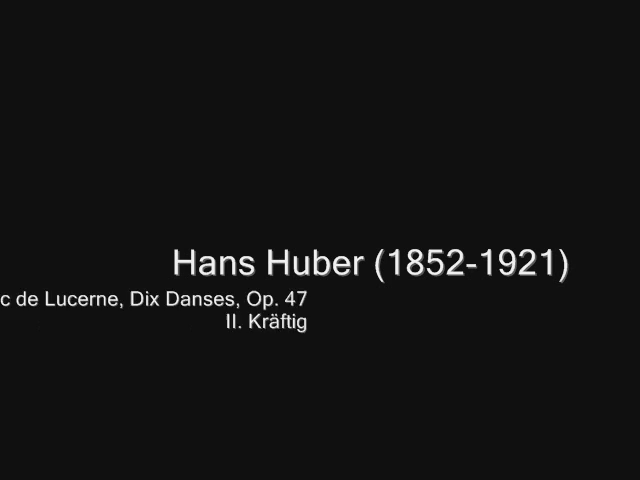 Hans Huber (1852-1921)
c de Lucerne, Dix Danses, Op. 47
II. Kräftig